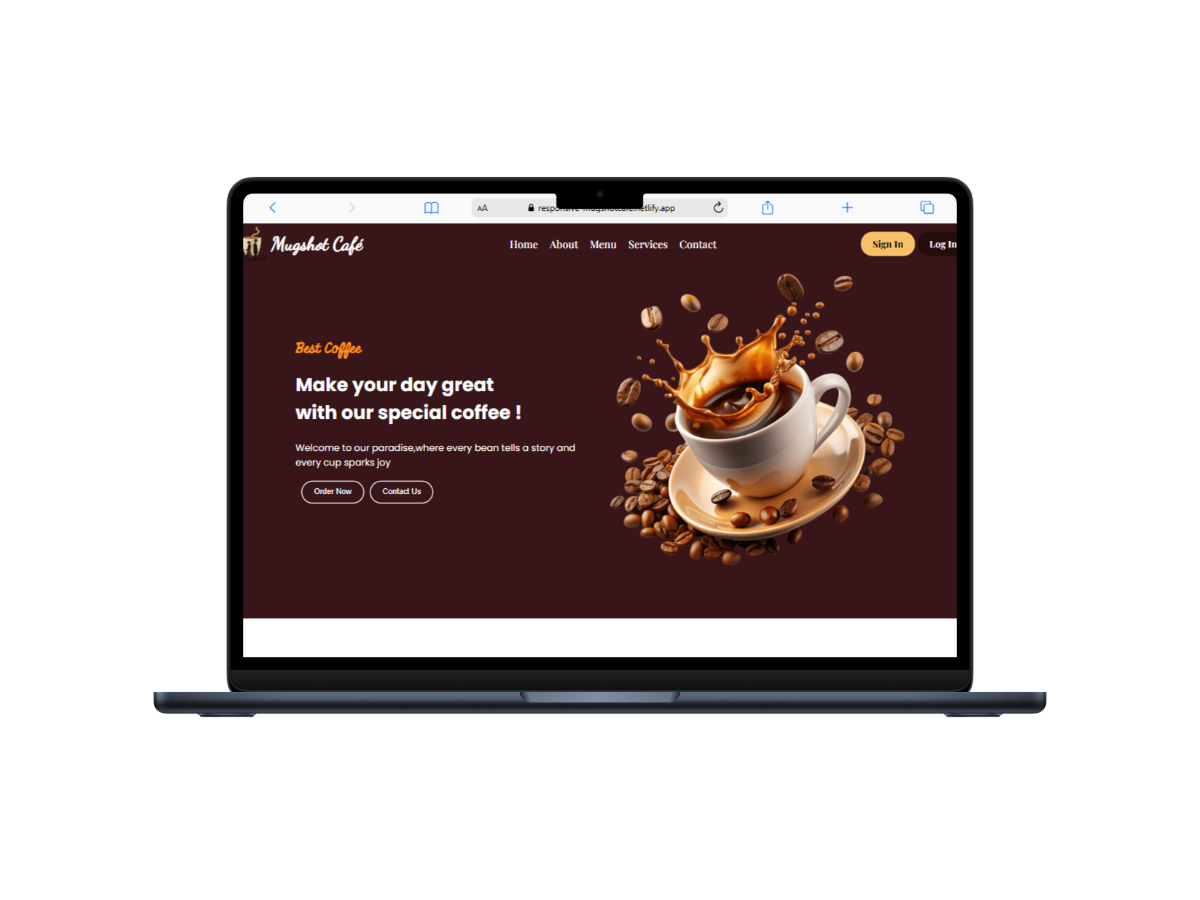 AA
responsive-mugshotcafe.netlify.app
Mugshot Café
Home About Menu Services Contact
Sign In
Log In
Best Coffee
Make your day great
with our special coffee !
Welcome to our paradise,where every bean tells a story and
every cup sparks joy
Order Now
Contact Us